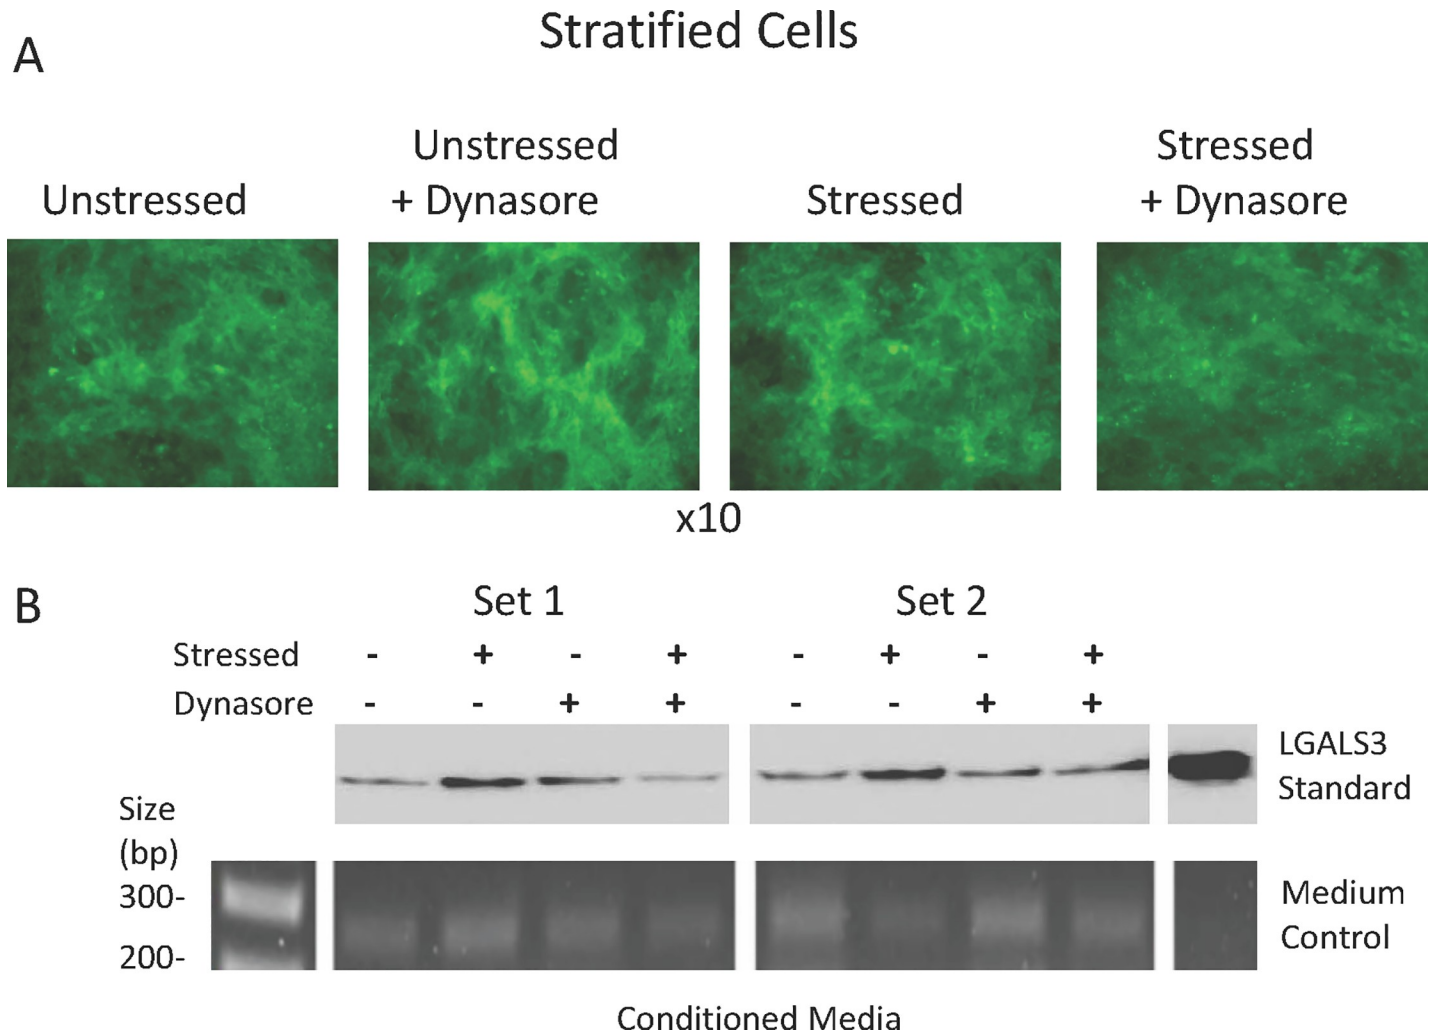 Stratified Cells
A
Unstressed
Unstressed
+ Dynasore
Stressed
Stressed
+ Dynasore
x10
B
Set 1
Set 2
Stressed - + - + - + - +
Dynasore - - + + - - + +
LGALS3
Standard
Size
(bp)
300-
200-
Medium
Control
Conditioned Media